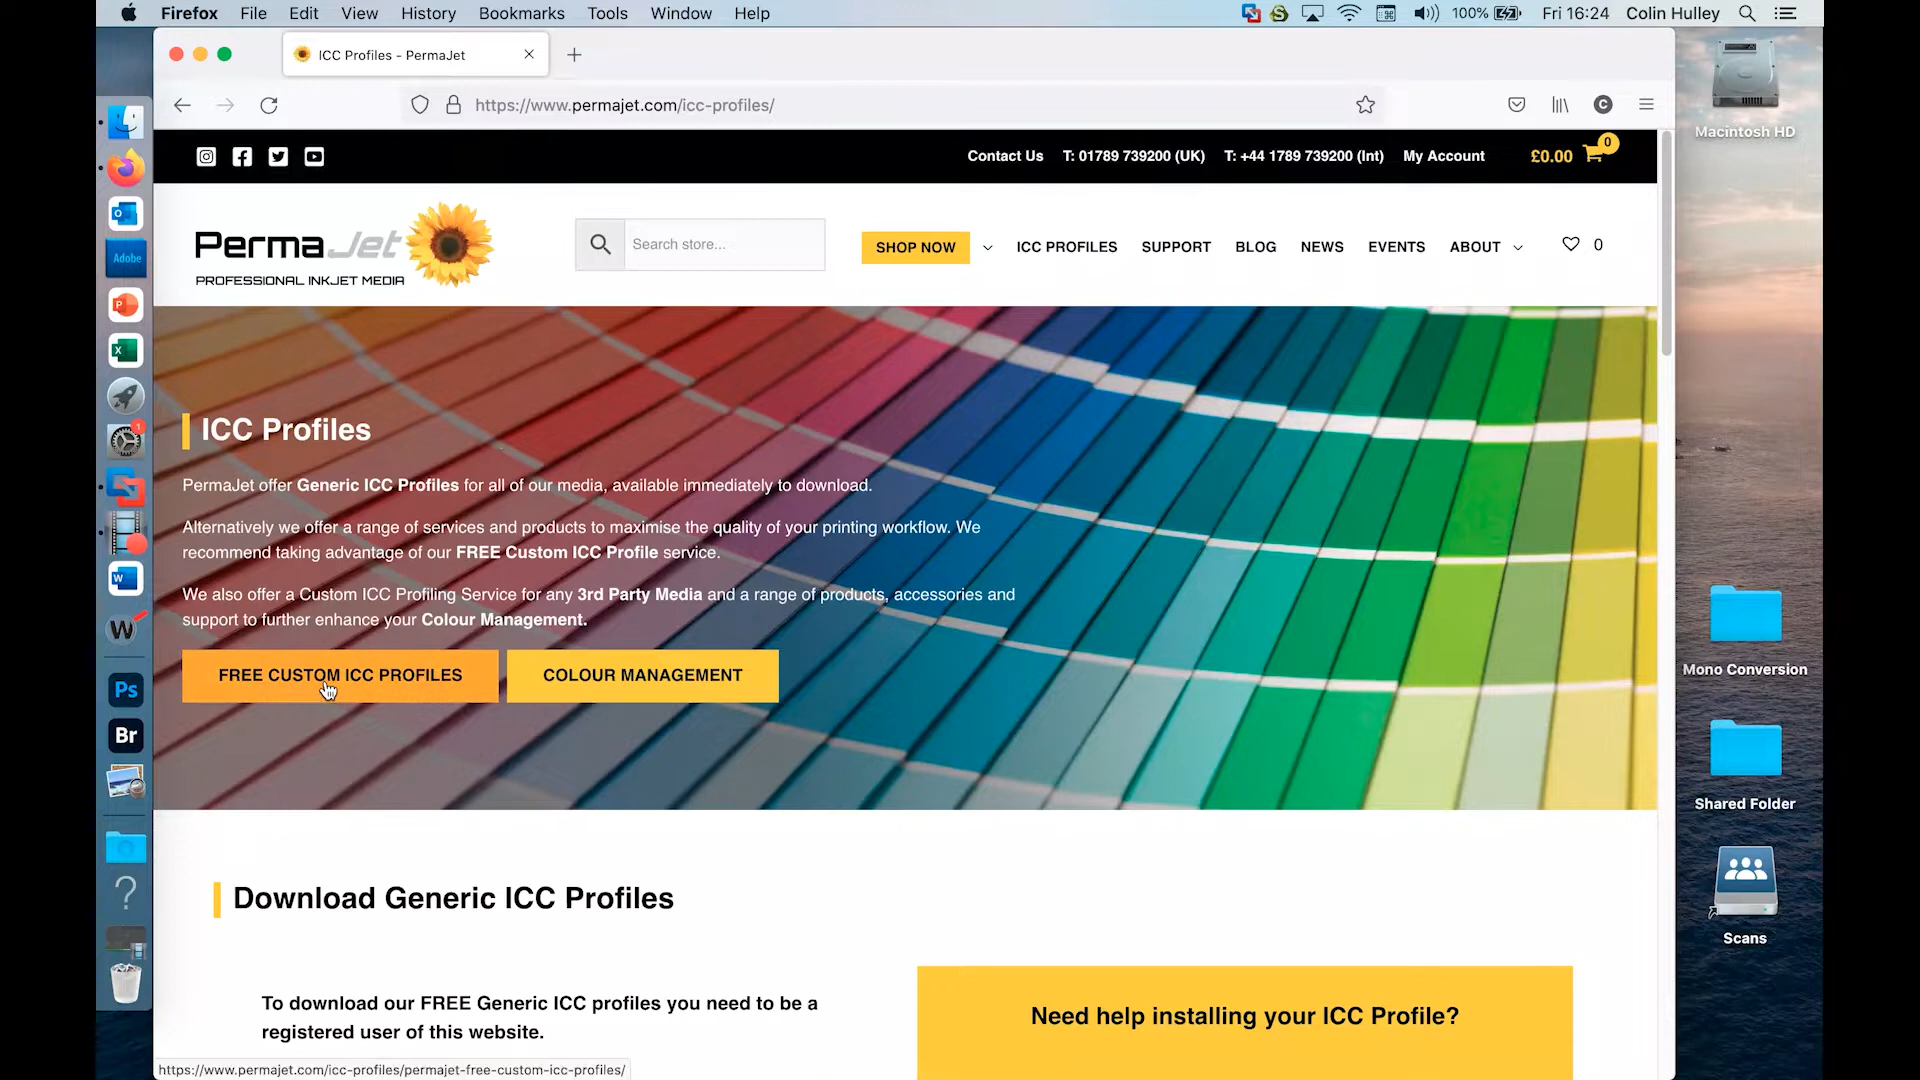 Firefox File Edit View History Bookmarks Tools Window Help 100% Fri 16:24 Colin Hulley
ICC Profiles - PermaJet
https://www.permajet.com/icc-profiles/ C
Macintosh HD
Contact Us T: 01789 739200 (UK) T: +44 1789 739200 (Int) My Account £0.00 0
PermaJet
PROFESSIONAL INKJET MEDIA
Search store...
SHOP NOW ICC PROFILES SUPPORT BLOG NEWS EVENTS ABOUT 0
ICC Profiles
PermaJet offer Generic ICC Profiles for all of our media, available immediately to download.
Alternatively we offer a range of services and products to maximise the quality of your printing workflow. We
recommend taking advantage of our FREE Custom ICC Profile service.
We also offer a Custom ICC Profiling Service for any 3rd Party Media and a range of products, accessories and
support to further enhance your Colour Management.
FREE CUSTOM ICC PROFILES COLOUR MANAGEMENT
Download Generic ICC Profiles
To download our FREE Generic ICC profiles you need to be a
registered user of this website.
Need help installing your ICC Profile?
https://www.permajet.com/icc-profiles/permajet-free-custom-icc-profiles/
Adobe
1
W
Ps
Br
Mono Conversion
Shared Folder
Scans